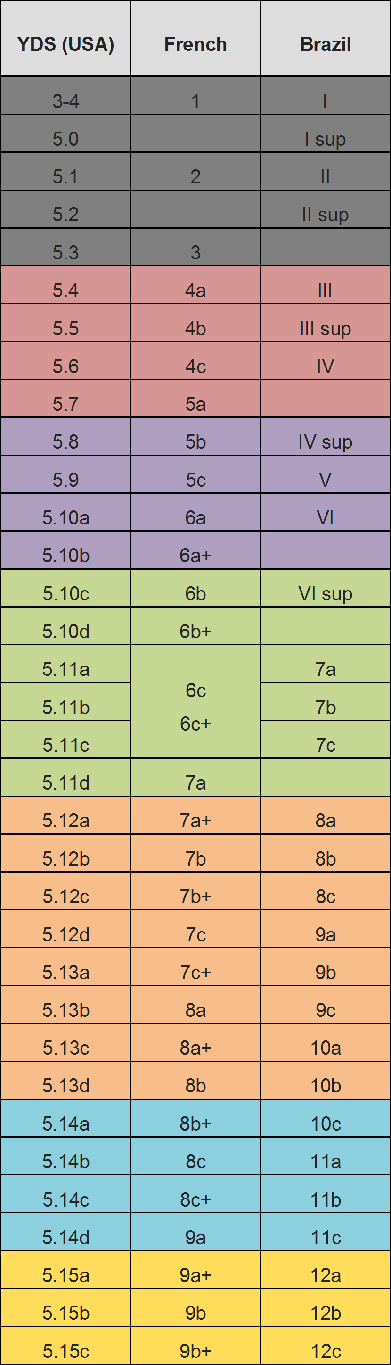 YDS (USA) French Brazil
3-4 1 I
5.0 I sup
5.1 2 II
5.2 II sup
5.3 3
5.4 4a III
5.5 4b III sup
5.6 4c IV
5.7 5a
5.8 5b IV sup
5.9 5c V
5.10a 6a VI
5.10b 6a+
5.10c 6b VI sup
5.10d 6b+
5.11a 7a
6c
5.11b 7b
6c+
5.11c 7c
5.11d 7a
5.12a 7a+ 8a
5.12b 7b 8b
5.12c 7b+ 8c
5.12d 7c 9a
5.13a 7c+ 9b
5.13b 8a 9c
5.13c 8a+ 10a
5.13d 8b 10b
5.14a 8b+ 10c
5.14b 8c 11a
5.14c 8c+ 11b
5.14d 9a 11c
5.15a 9a+ 12a
5.15b 9b 12b
5.15c 9b+ 12c